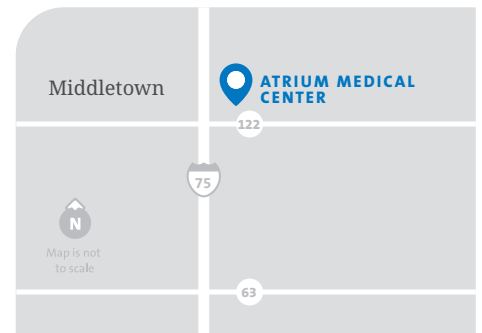 Middletown
ATRIUM MEDICAL
CENTER
122
75
N
Map is not
to scale
63